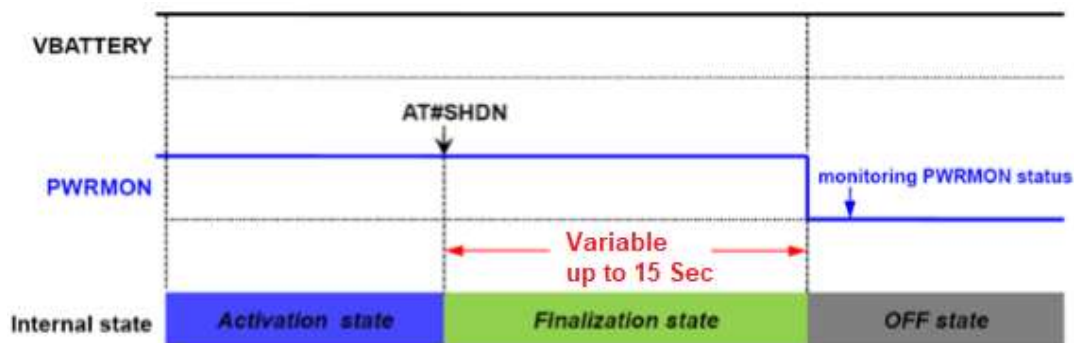 VBATTERY
AT#SHDN
PWRMON
monitoring PWRMON status
Variable
up to 15 Sec
Internal state
Activation state
Finalization state
OFF state